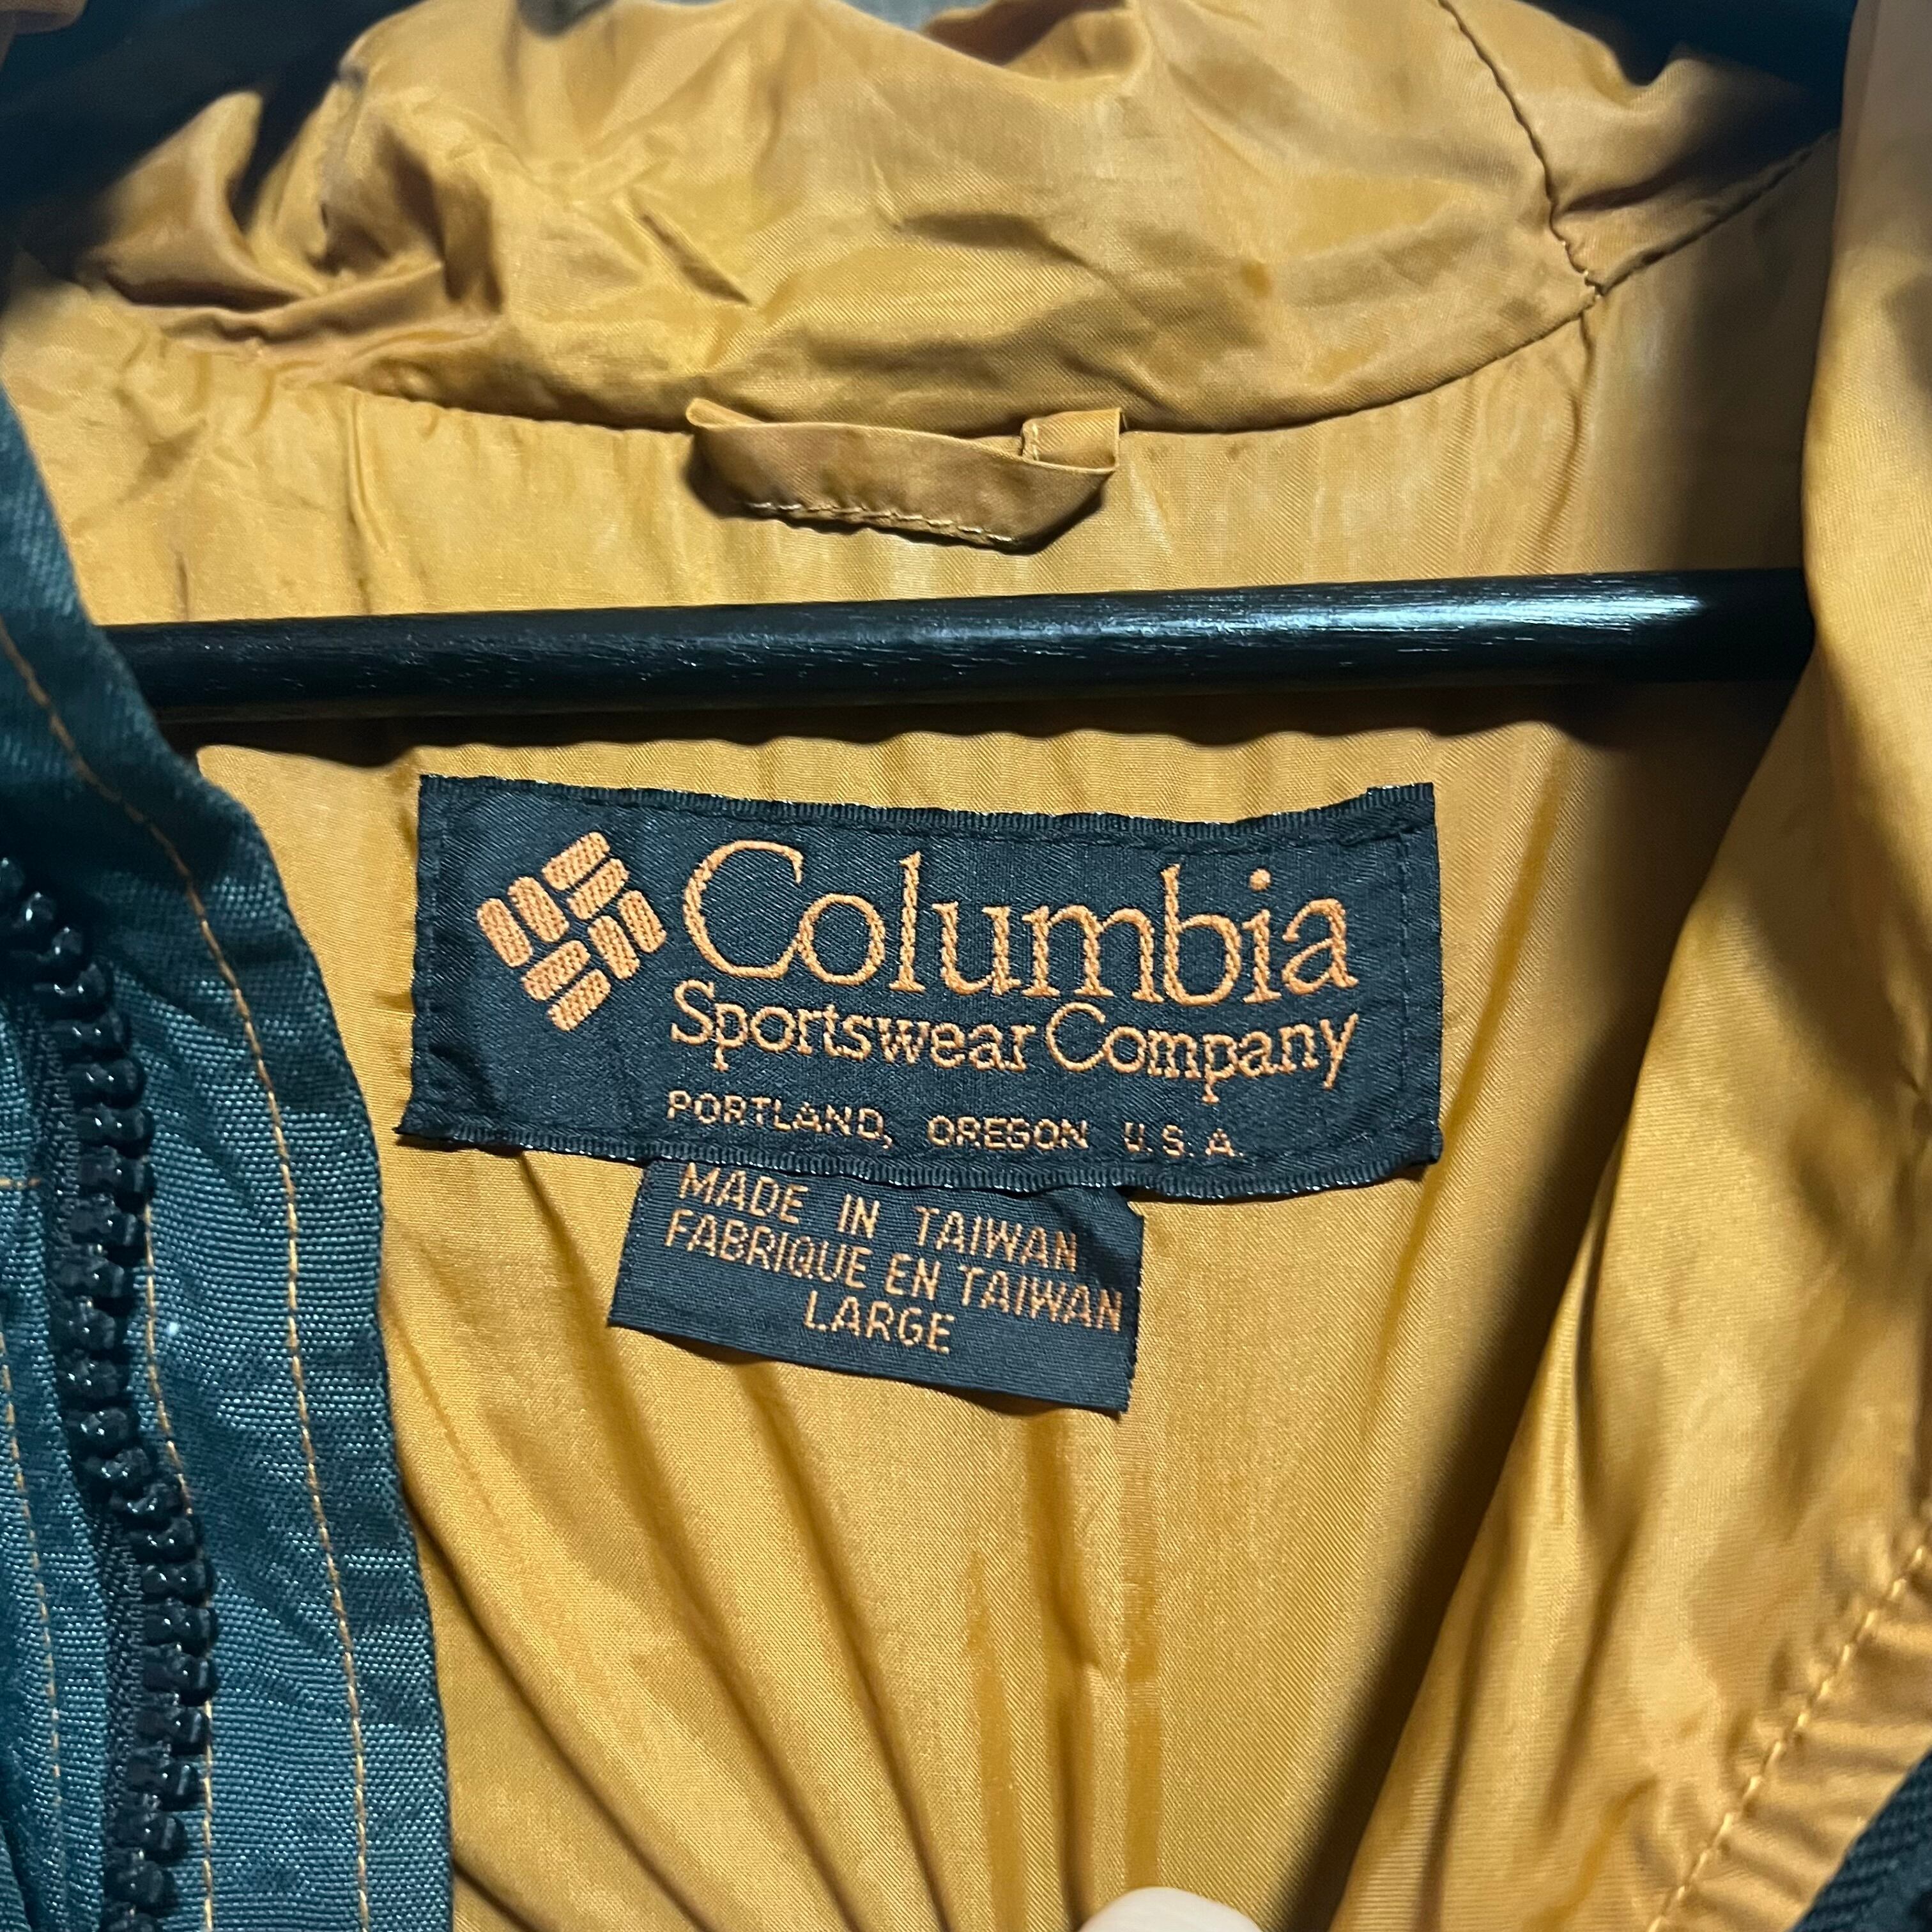 Columbia
Sportswear Company
PORTLAND, OREGON U.S.A.
MADE IN TAIWAN
FABRIQUE EN TAIWAN
LARGE